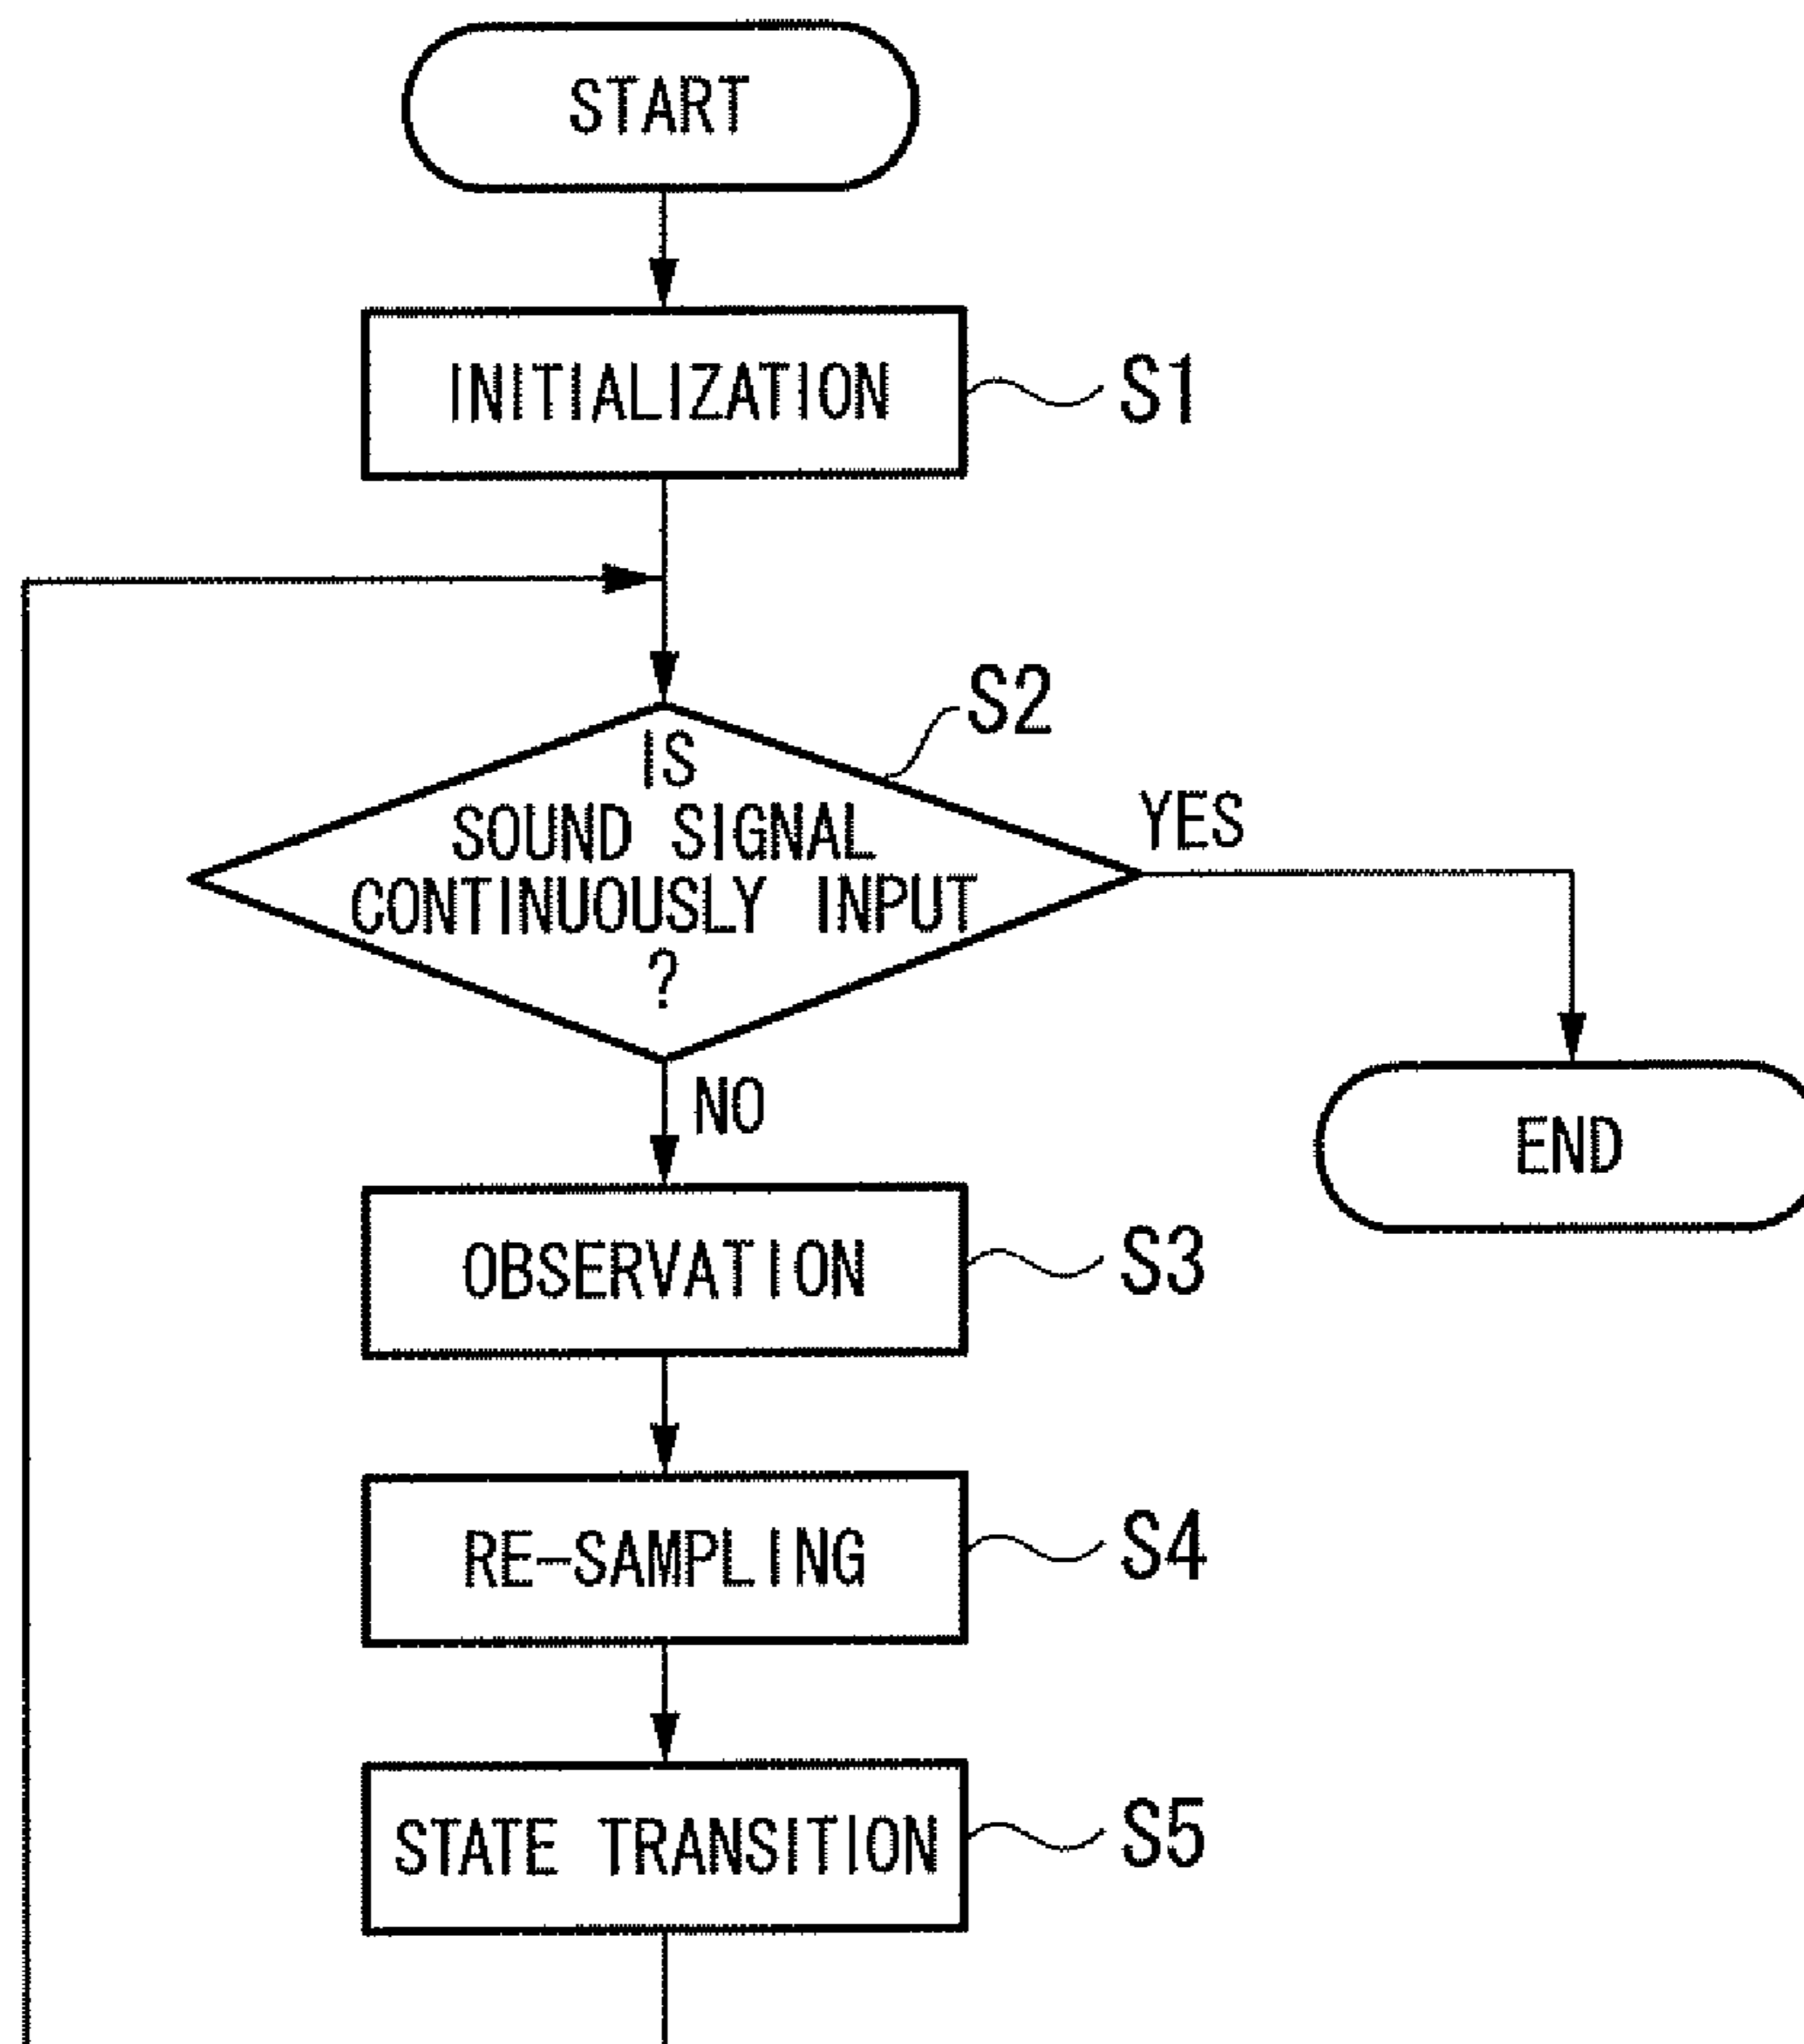 START
INITIALIZATION
S1
S2
IS
SOUND SIGNAL
CONTINUOUSLY INPUT
?
YES
NO
END
OBSERVATION
S3
RE-SAMPLING
S4
STATE TRANSITION
S5